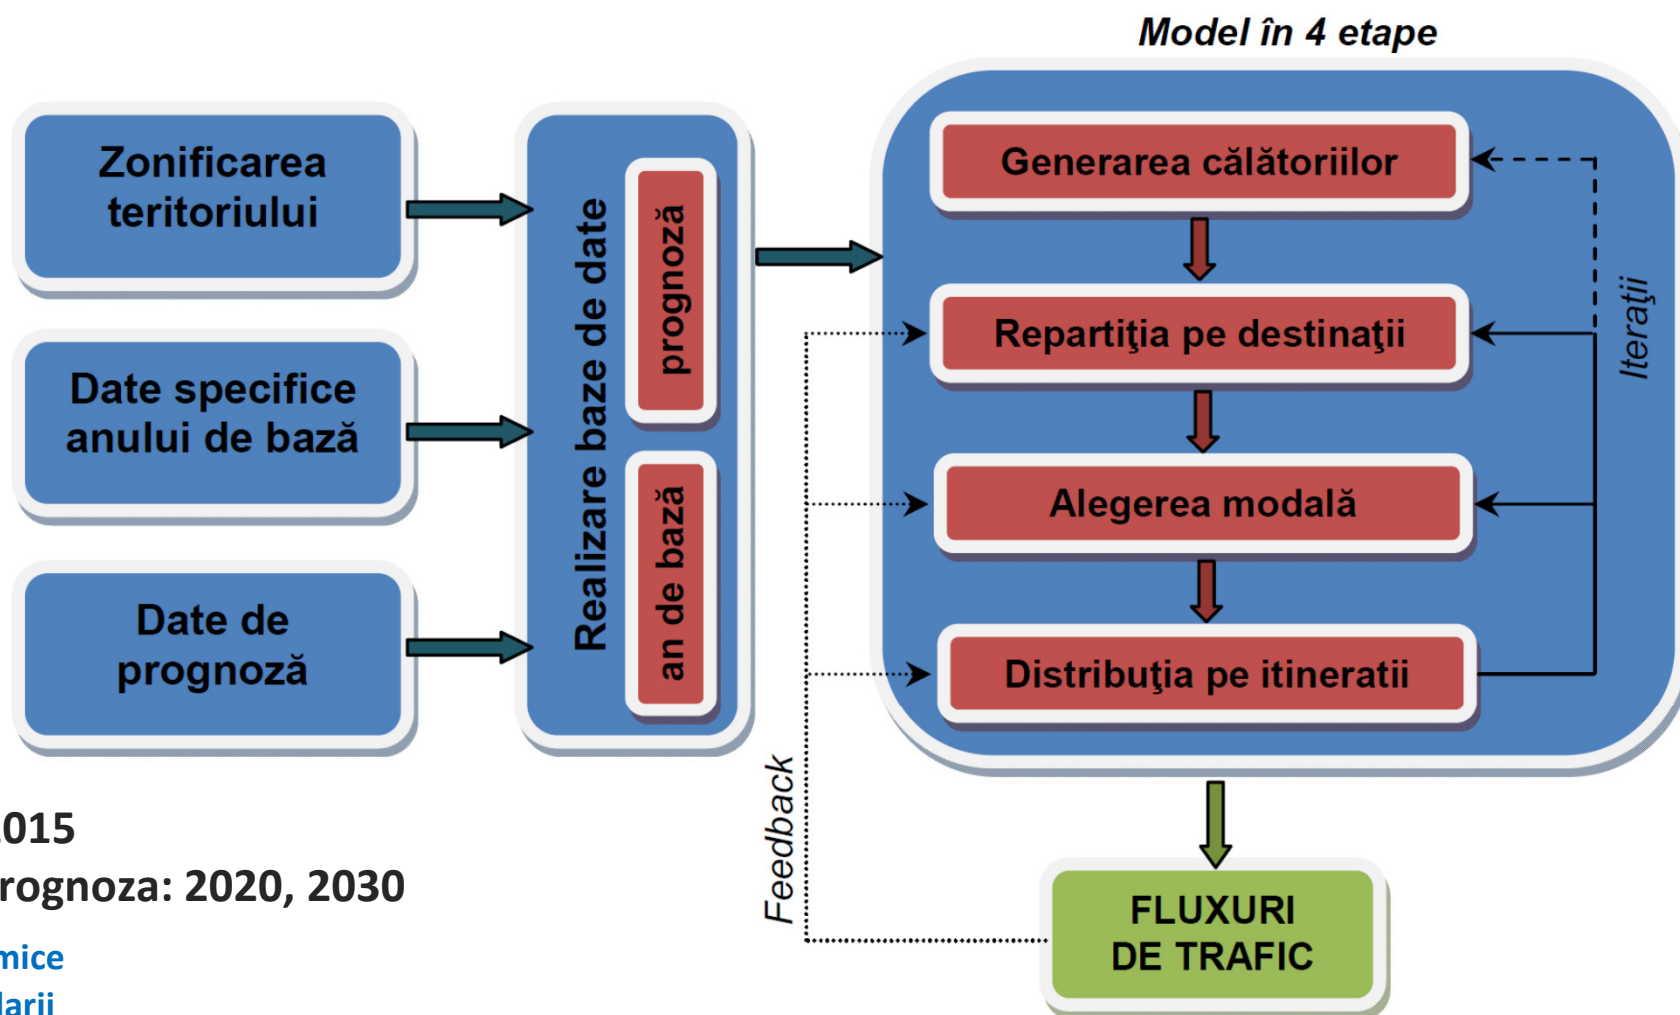 Model în 4 etape
Zonificarea
teritoriului
Date specifice
anului de bază
Date de
prognoză
Realizare baze de date
prognoză
an de bază
Generarea călătoriilor
Repartiţia pe destinaţii
Alegerea modală
Distribuţia pe itineratii
Iteraţii
Feedback
FLUXURI
DE TRAFIC
2015
rognoza: 2020, 2030
mice
larii